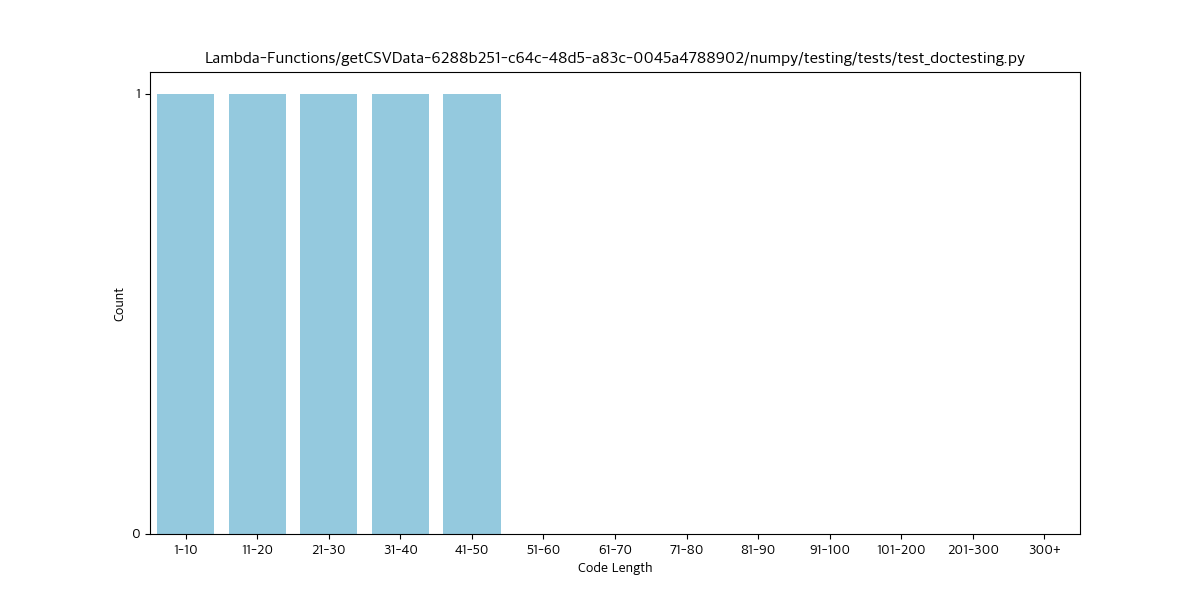 Lambda-Functions/getCSVData-6288b251-c64c-48d5-a83c-0045a4788902/numpy/testing/tests/test_doctesting.py
1
Count
0
1-10 11-20 21-30 31-40 41-50 51-60 61-70 71-80 81-90 91-100 101-200 201-300 300+
Code Length